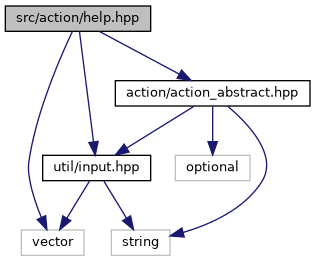 src/action/help.hpp
action/action_abstract.hpp
util/input.hpp
optional
vector
string